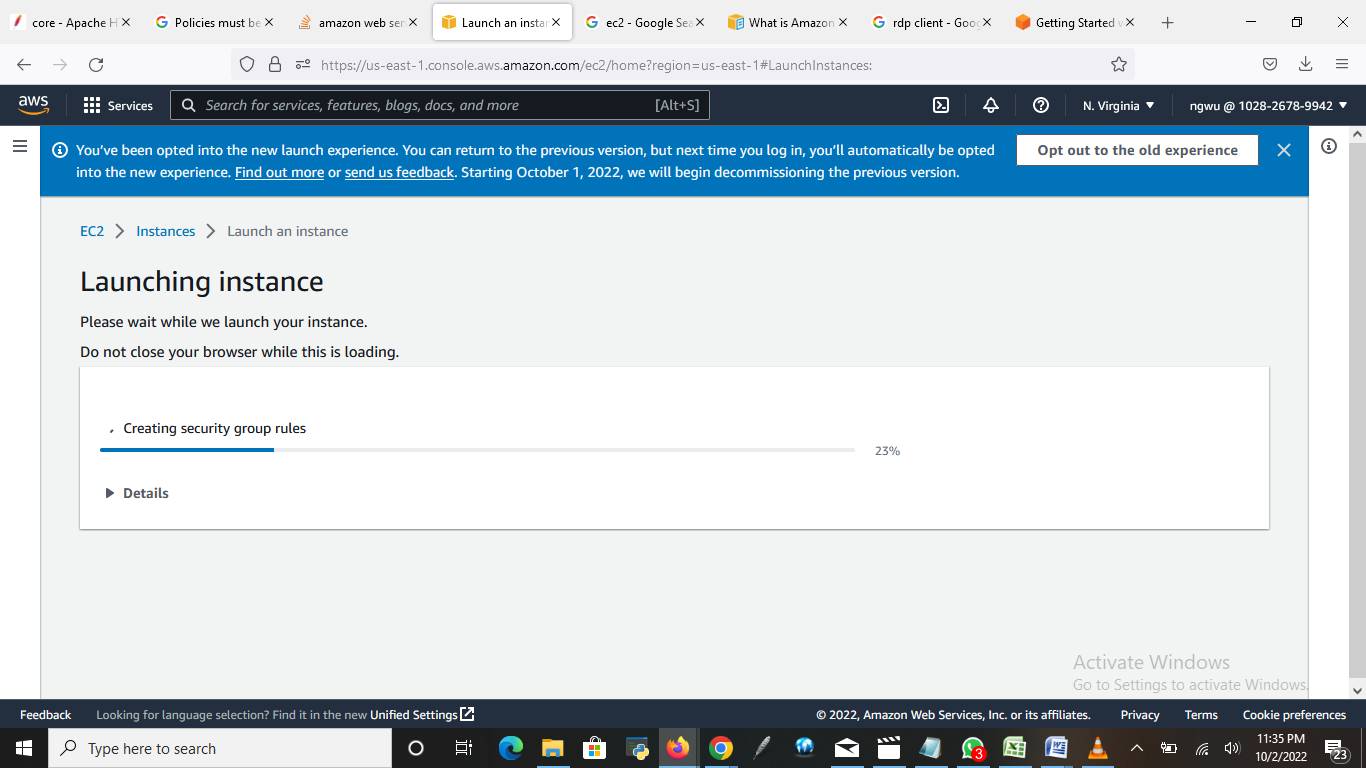 core - Apache H
Policies must be
amazon web ser
Launch an instan
ec2 - Google Sea
What is Amazon
rdp client - Goog
Getting Started w
https://us-east-1.console.aws.amazon.com/ec2/home?region=us-east-1#LaunchInstances:
aws
Services
Search for services, features, blogs, docs, and more
[Alt+S]
N. Virginia
ngwu @ 1028-2678-9942
You've been opted into the new launch experience. You can return to the previous version, but next time you log in, you'll automatically be opted
into the new experience. Find out more or send us feedback. Starting October 1, 2022, we will begin decommissioning the previous version.
Opt out to the old experience
EC2
Instances
Launch an instance
Launching instance
Please wait while we launch your instance.
Do not close your browser while this is loading.
Creating security group rules
23%
Details
Activate Windows
Go to Settings to activate Windows.
Feedback
Looking for language selection? Find it in the new Unified Settings
© 2022, Amazon Web Services, Inc. or its affiliates.
Privacy
Terms
Cookie preferences
Type here to search
3
11:35 PM
10/2/2022
23